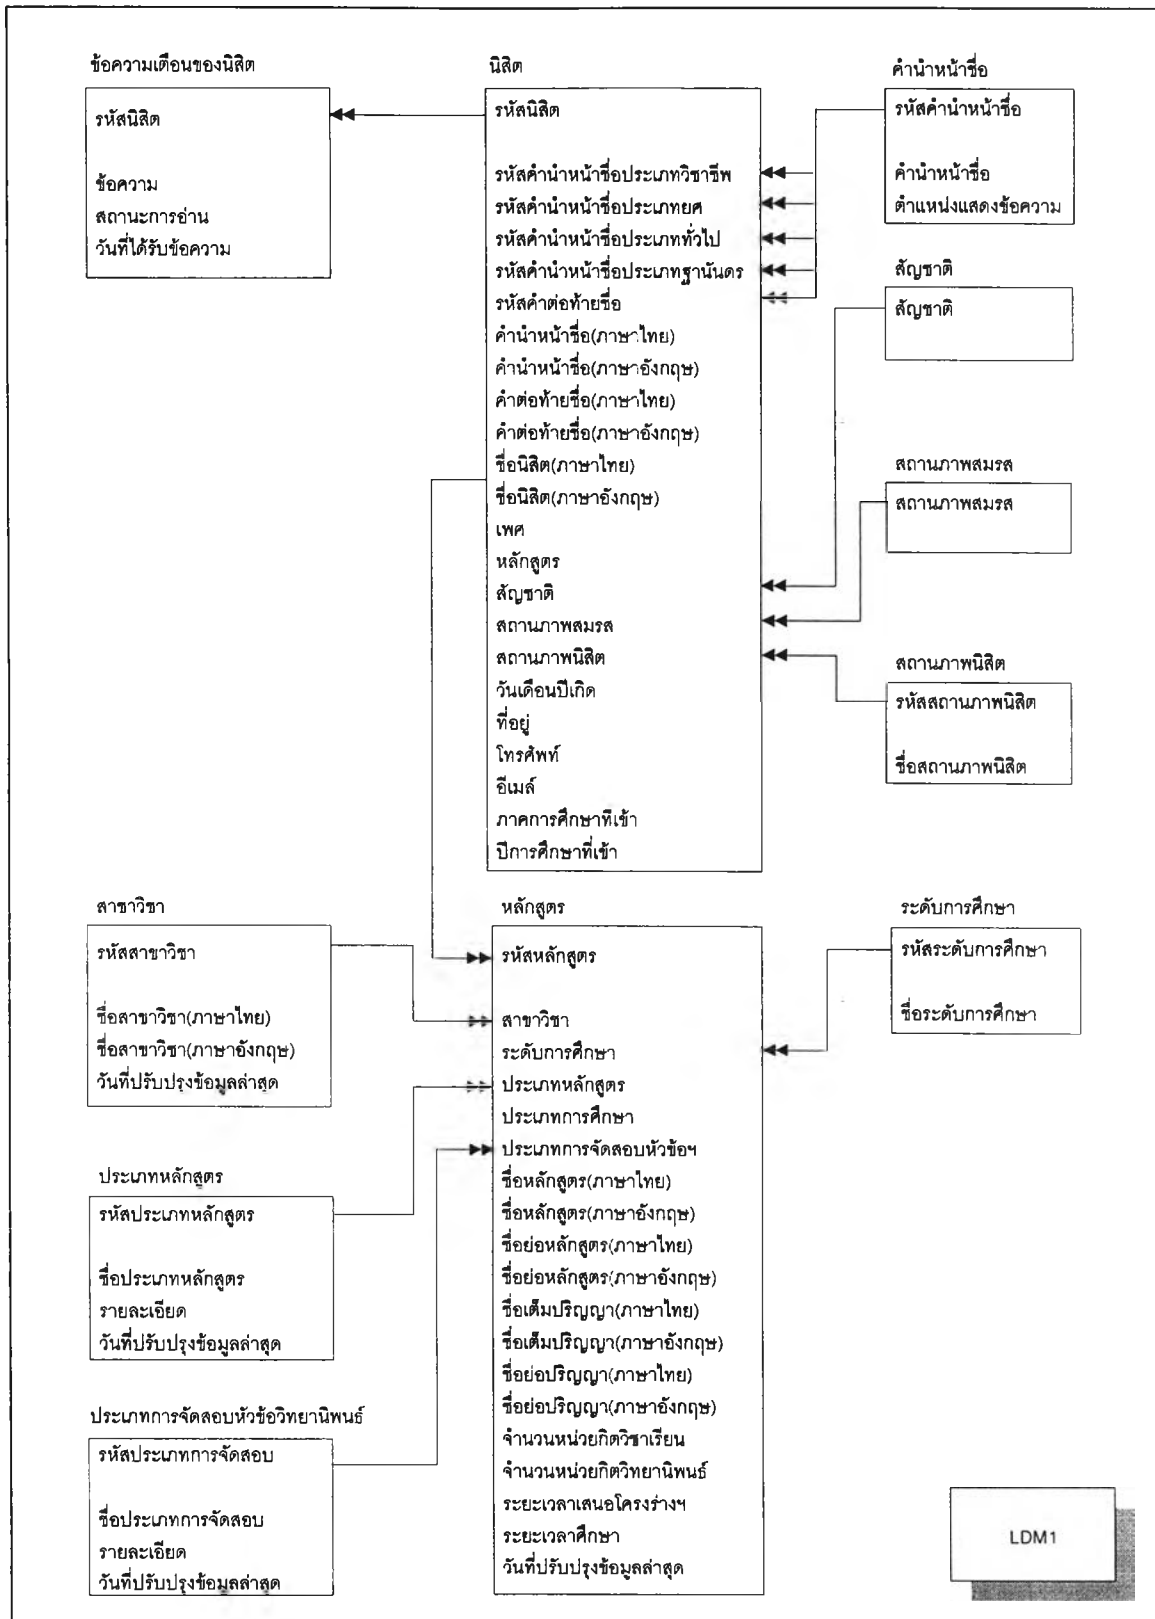 ข้อความเตือนของนิสิต
รหัสนิสิต
ข้อความ
สถานะการอ่าน
วันที่ได้รับข้อความ
นิสิต
รหัสนิสิต
รหัสคำนำหน้าชื่อประเภทวิชาชีพ
รหัสคำนำหน้าชื่อประเภทยศ
รหัสคำนำหน้าชื่อประเภททั่วไป
รหัสคำนำหน้าชื่อประเภทฐานันดร
รหัสคำต่อท้ายชื่อ
คำนำหน้าชื่อ(ภาษาไทย)
คำนำหน้าชื่อ(ภาษาอังกฤษ)
คำต่อท้ายชื่อ(ภาษาไทย)
คำต่อท้ายชื่อ(ภาษาอังกฤษ)
ชื่อนิสิต(ภาษาไทย)
ชื่อนิสิต(ภาษาอังกฤษ)
เพศ
หลักสูตร
สัญชาติ
สถานภาพสมรส
สถานภาพนิสิต
วันเดือนปีเกิด
ที่อยู่
โทรศัพท์
อีเมล์
ภาคการศึกษาที่เข้า
ปีการศึกษาที่เข้า
คำนำหน้าชื่อ
รหัสคำนำหน้าชื่อ
คำนำหน้าชื่อ
ตำแหน่งแสดงข้อความ
สัญชาติ
สัญชาติ
สถานภาพสมรส
สถานภาพสมรส
สถานภาพนิสิต
รหัสสถานภาพนิสิต
ชื่อสถานภาพนิสิต
สาขาวิชา
รหัสสาขาวิชา
ชื่อสาขาวิชา(ภาษาไทย)
ชื่อสาขาวิชา(ภาษาอังกฤษ)
วันที่ปรับปรุงข้อมูลล่าสุด
ประเภทหลักสูตร
รหัสประเภทหลักสูตร
ชื่อประเภทหลักสูตร
รายละเอียด
วันที่ปรับปรุงข้อมูลล่าสุด
ประเภทการจัดสอบหัวข้อวิทยานิพนธ์
รหัสประเภทการจัดสอบ
ชื่อประเภทการจัดสอบ
รายละเอียด
วันที่ปรับปรุงข้อมูลล่าสุด
หลักสูตร
รหัสหลักสูตร
สาขาวิชา
ระดับการศึกษา
ประเภทหลักสูตร
ประเภทการศึกษา
ประเภทการจัดสอบหัวข้อฯ
ชื่อหลักสูตร(ภาษาไทย)
ชื่อหลักสูตร(ภาษาอังกฤษ)
ชื่อย่อหลักสูตร(ภาษาไทย)
ชื่อย่อหลักสูตร(ภาษาอังกฤษ)
ชื่อเต็มปริญญา(ภาษาไทย)
ชื่อเต็มปริญญา(ภาษาอังกฤษ)
ชื่อย่อปริญญา(ภาษาไทย)
ชื่อย่อปริญญา(ภาษาอังกฤษ)
จำนวนหน่วยกิตวิชาเรียน
จำนวนหน่วยกิตวิทยานิพนธ์
ระยะเวลาเสนอโครงร่างฯ
ระยะเวลาศึกษา
วันที่ปรับปรุงข้อมูลล่าสุด
ระดับการศึกษา
รหัสระดับการศึกษา
ชื่อระดับการศึกษา
LDM1